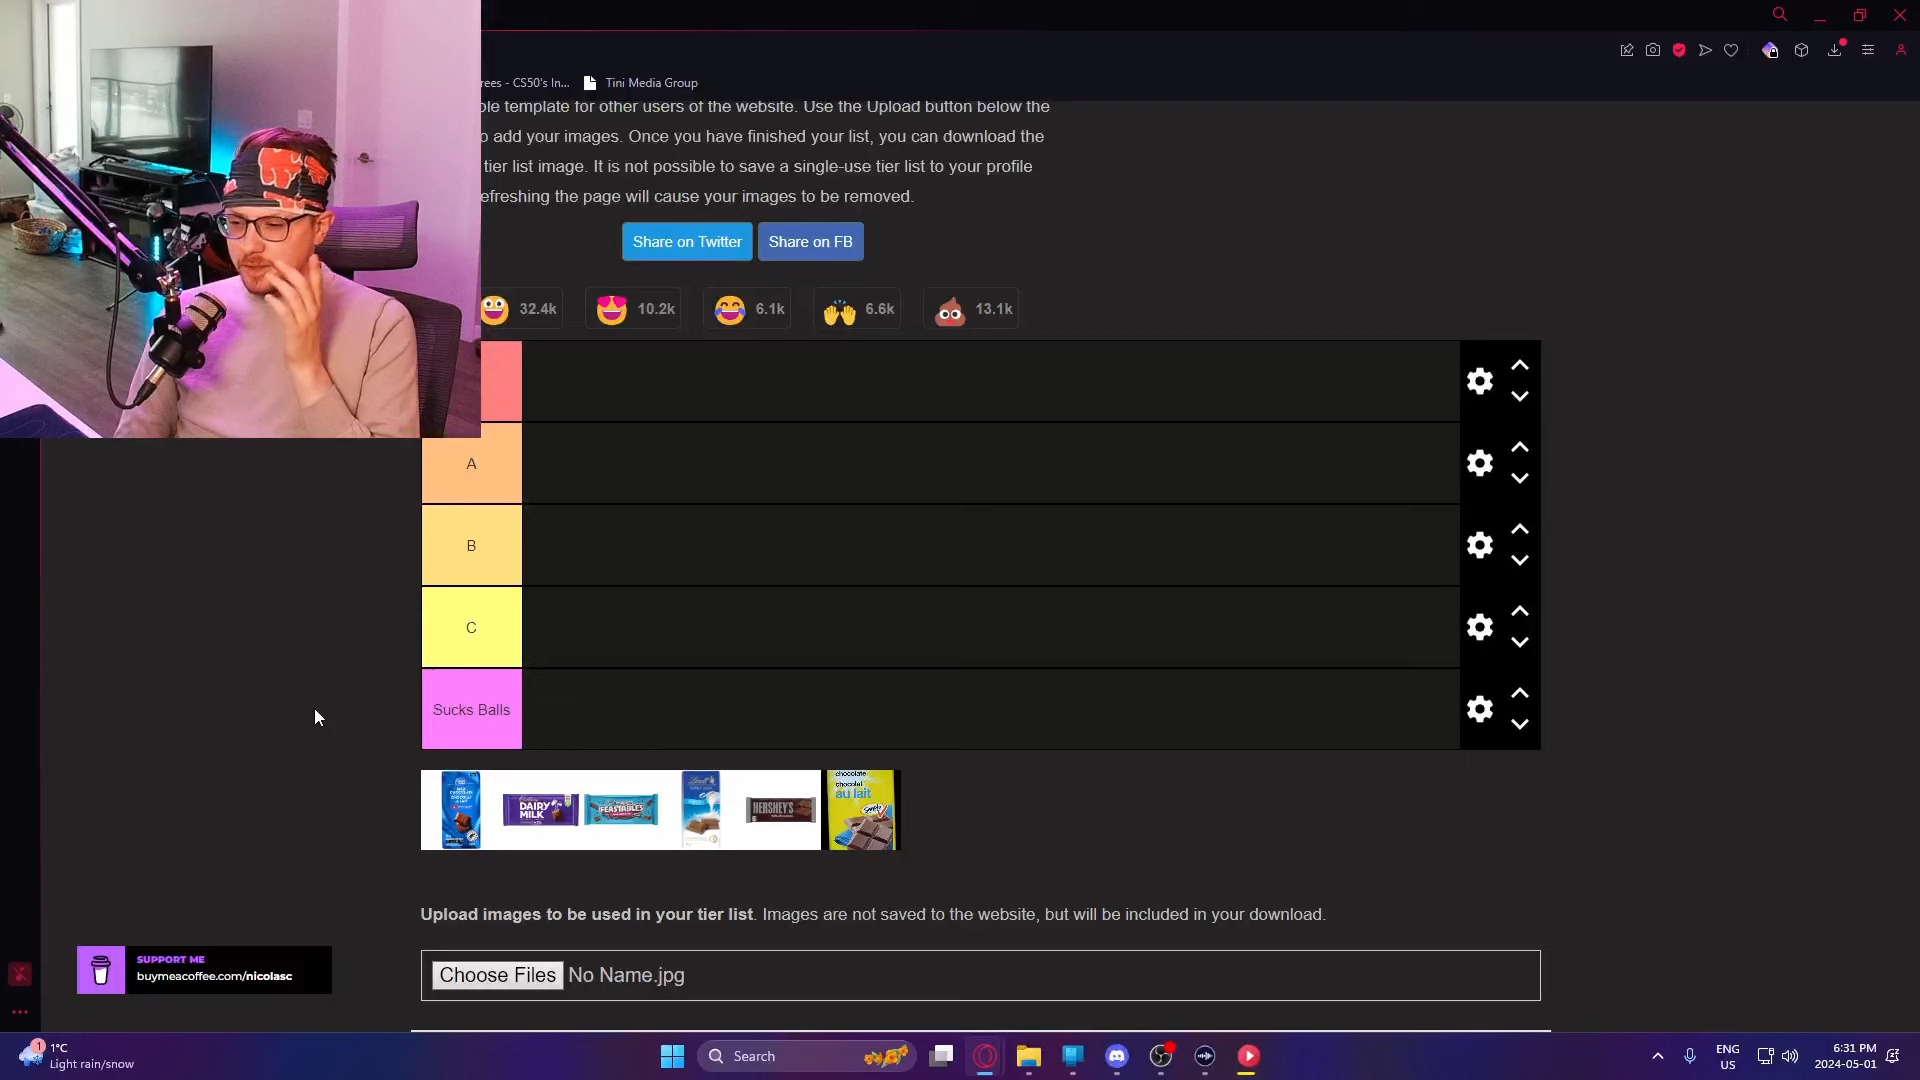 rees - CS50's In...
Tini Media Group
ole template for other users of the website. Use the Upload button below the
o add your images. Once you have finished your list, you can download the
tier list image. It is not possible to save a single-use tier list to your profile
efreshing the page will cause your images to be removed.
Share on Twitter
Share on FB
32.4k
10.2k
6.1k
6.6k
13.1k
A
B
C
Sucks Balls
MILK CHOCOLATE
DAIRY MILK
FEASTABLES
Lindt
HERSHEY'S
chocolate
chocolat
au lait
Upload images to be used in your tier list. Images are not saved to the website, but will be included in your download.
Choose Files No Name.jpg
SUPPORT ME
buymeacoffee.com/nicolasc
1
1°C
Light rain/snow
Search
ENG
US
6:31 PM
2024-05-01